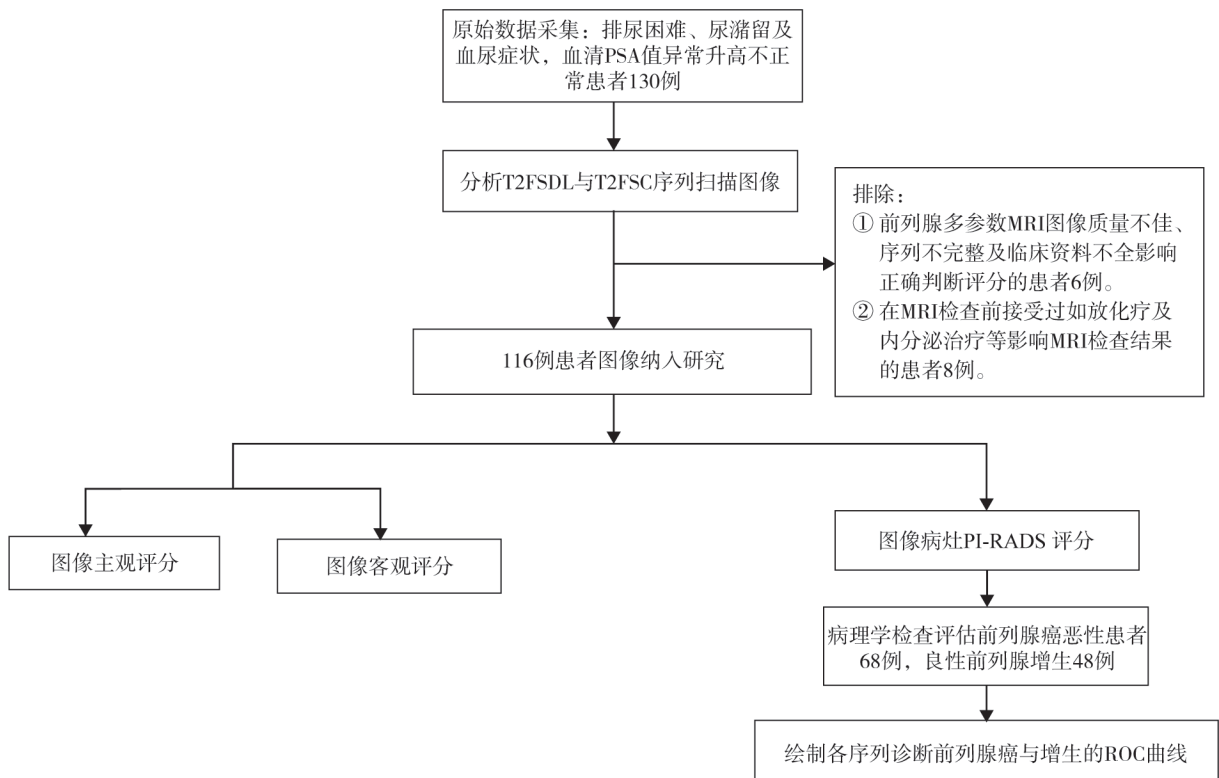 原始数据采集：排尿困难、尿潴留及
血尿症状，血清PSA值异常升高不正
常患者130例
分析T2FSDL与T2FSC序列扫描图像
排除：
① 前列腺多参数MRI图像质量不佳、
序列不完整及临床资料不全影响
正确判断评分的患者6例。
② 在MRI检查前接受过如放化疗及
内分泌治疗等影响MRI检查结果
的患者8例。
116例患者图像纳入研究
图像主观评分
图像客观评分
图像病灶PI-RADS 评分
病理学检查评估前列腺癌恶性患者
68例，良性前列腺增生48例
绘制各序列诊断前列腺癌与增生的ROC曲线